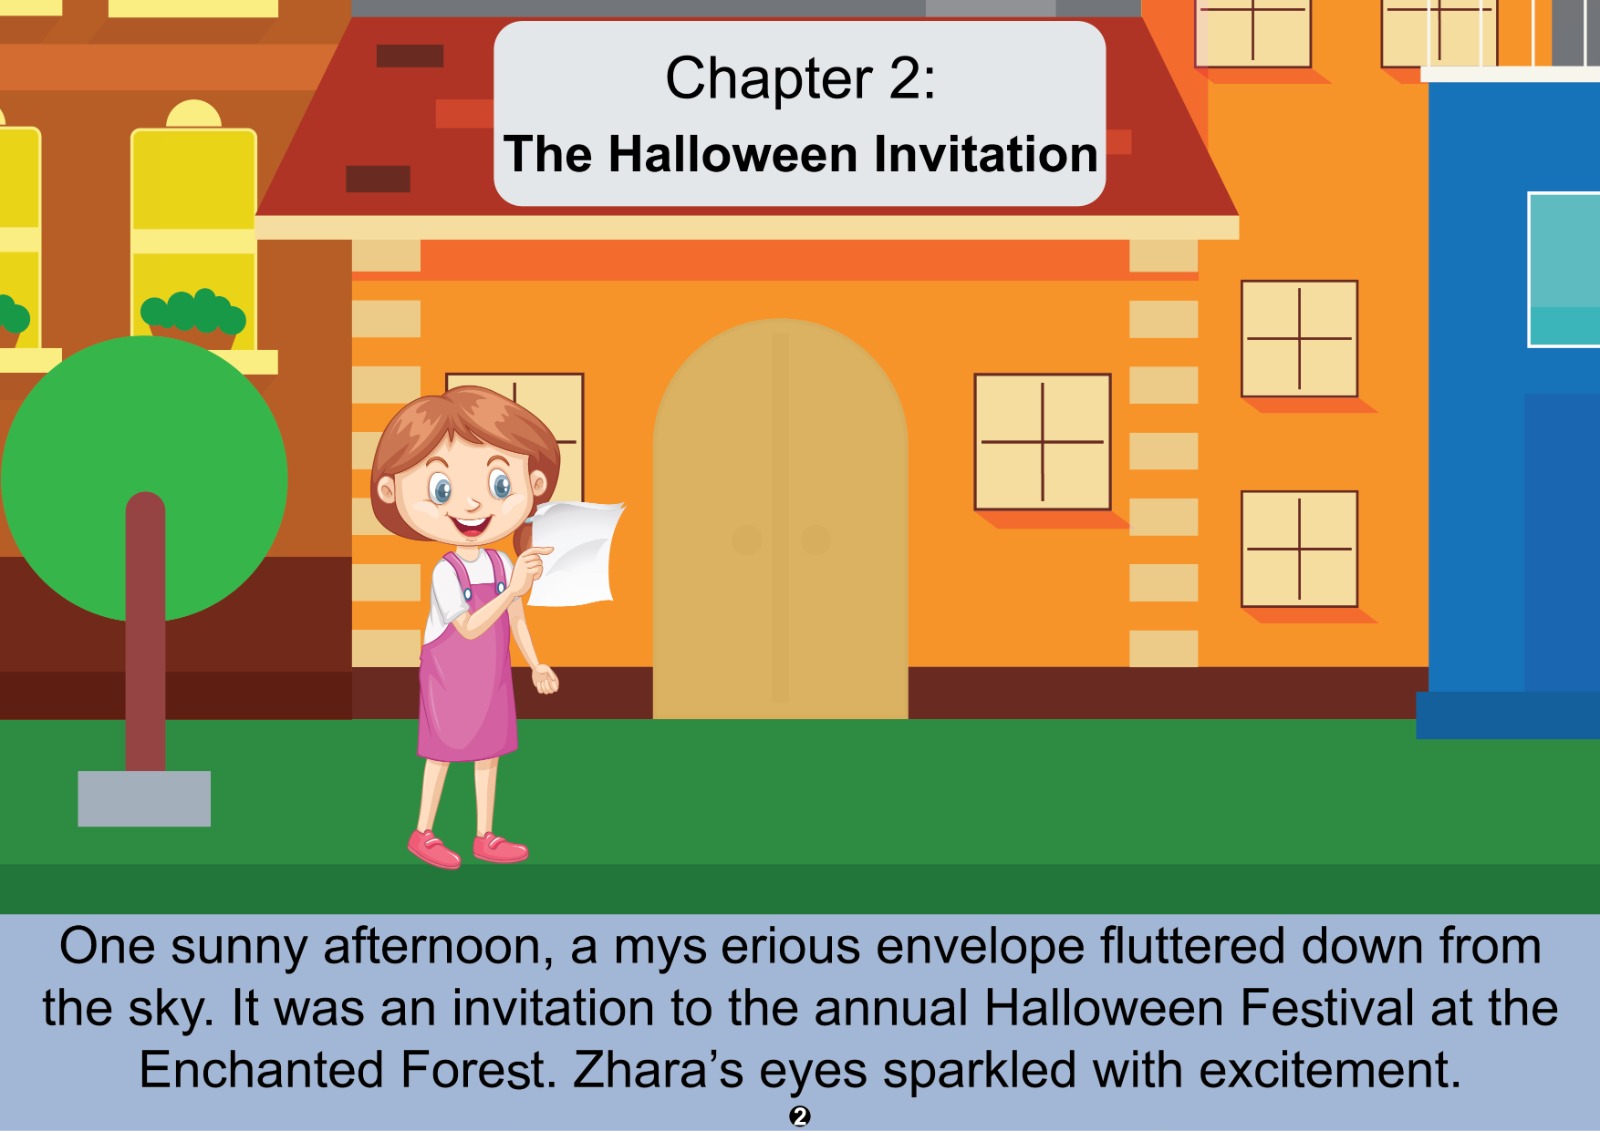 Chapter 2:
The Halloween Invitation
One sunny afternoon, a mys erious envelope fluttered down from
the sky. It was an invitation to the annual Halloween Festival at the
Enchanted Forest. Zhara’s eyes sparkled with excitement.
2